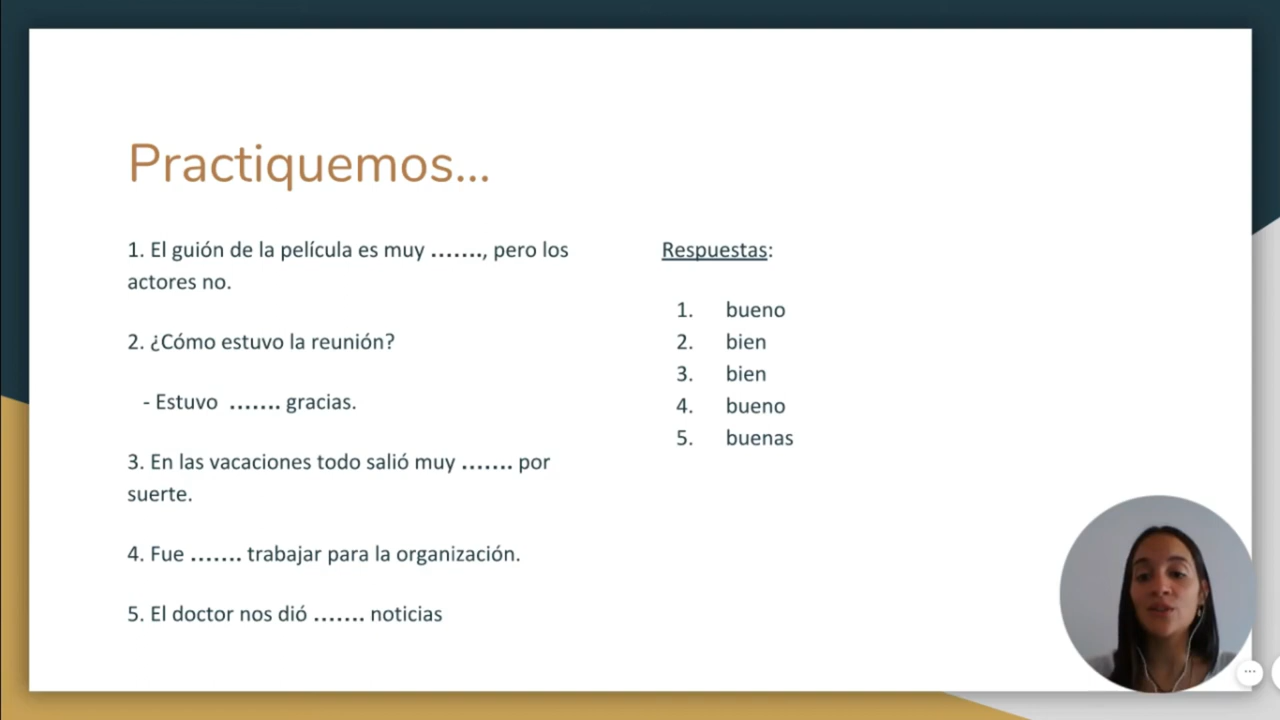 Practiquemos...
1. El guión de la película es muy ......., pero los
actores no.
2. ¿Cómo estuvo la reunión?
- Estuvo ....... gracias.
3. En las vacaciones todo salió muy ....... por
suerte.
4. Fue ....... trabajar para la organización.
5. El doctor nos dió ....... noticias
Respuestas:
1. bueno
2. bien
3. bien
4. bueno
5. buenas